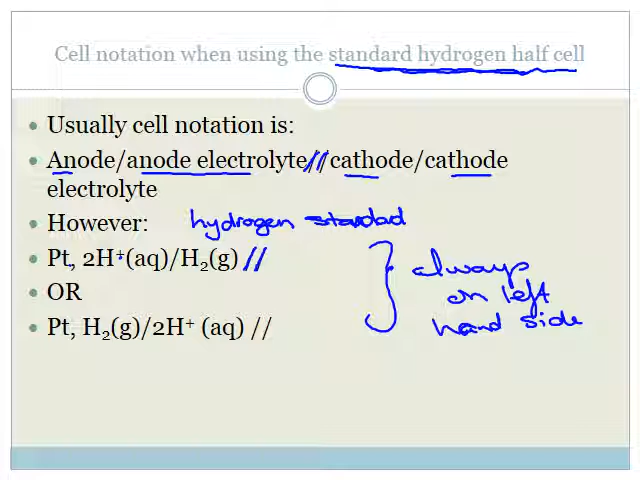 Cell notation when using the standard hydrogen half cell
• Usually cell notation is:
• Anode/anode electrolyte//cathode/cathode
electrolyte
• However: hydrogen standard
• Pt, 2H⁺(aq)/H₂(g) //
• OR
• Pt, H₂(g)/2H⁺ (aq) //
always
on left
hand side